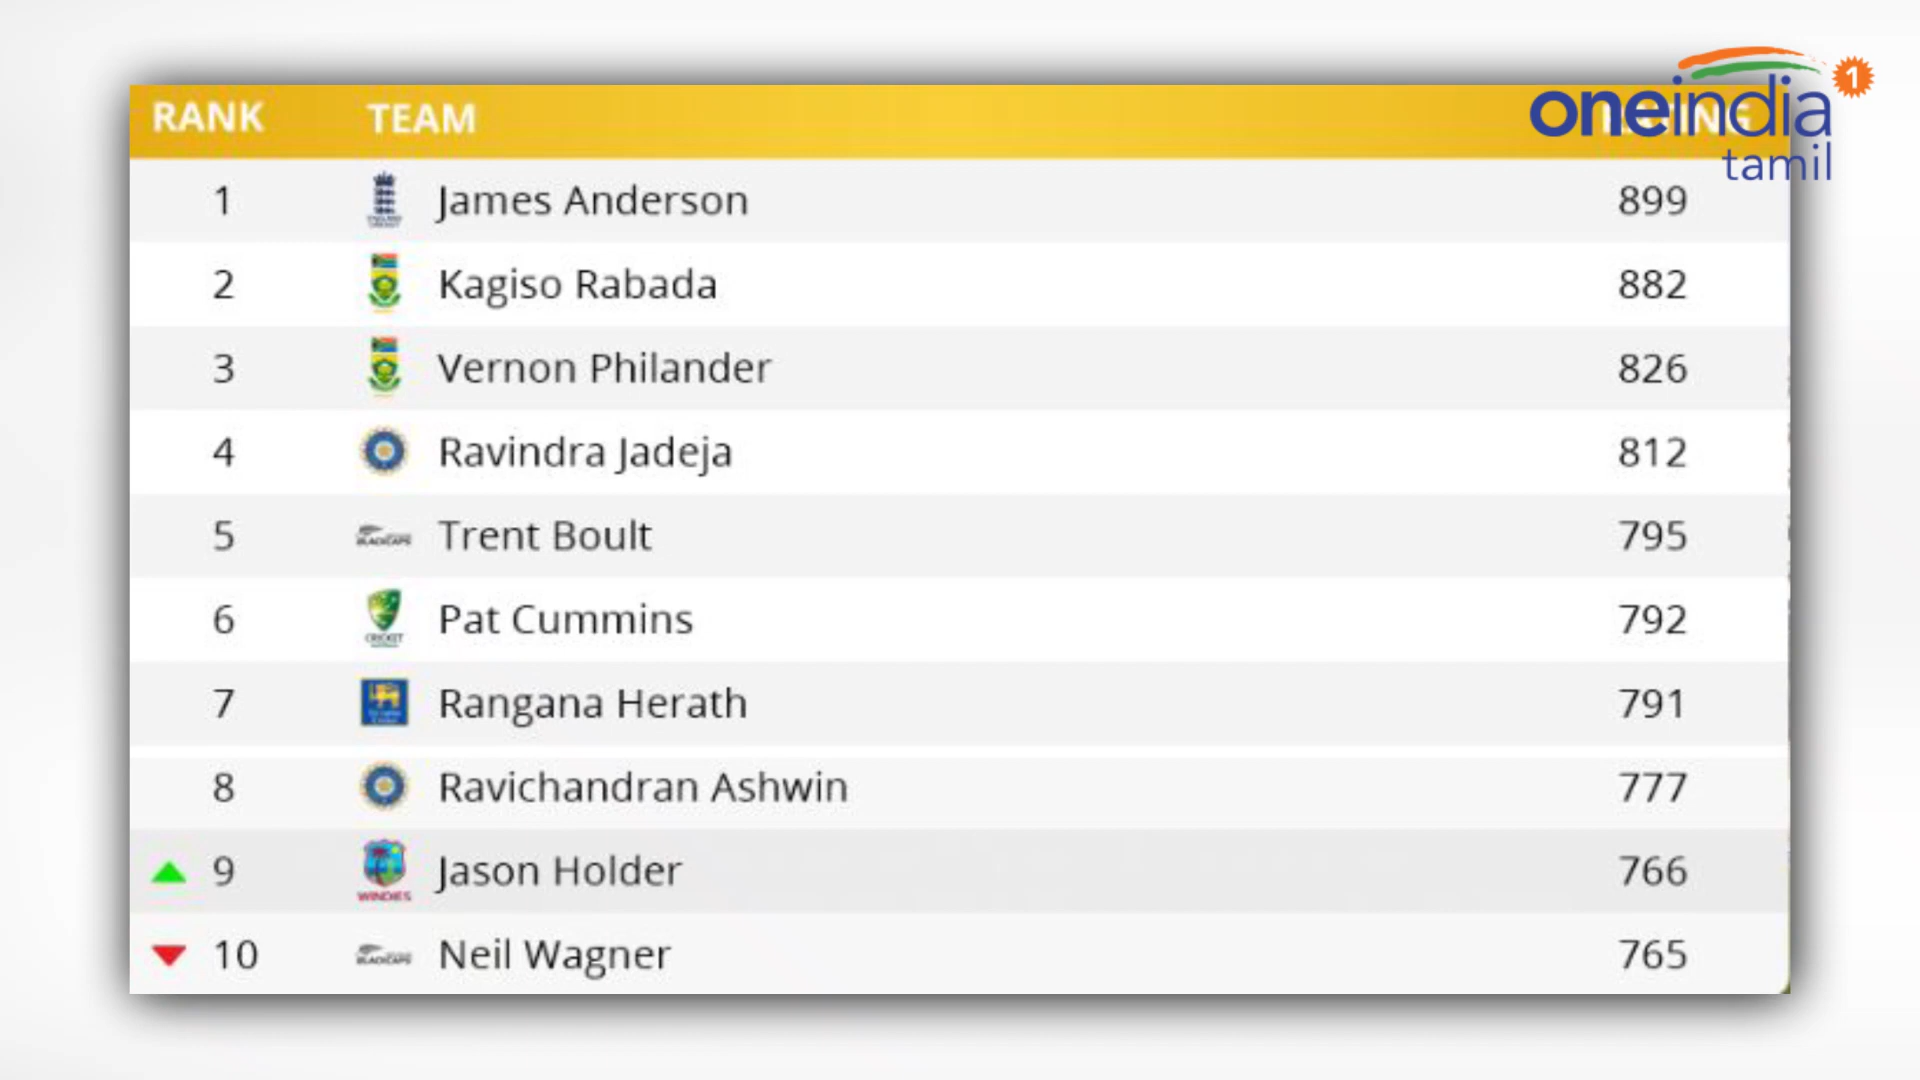 oneindia 1
tamil
RANK TEAM
1 James Anderson 899
2 Kagiso Rabada 882
3 Vernon Philander 826
4 Ravindra Jadeja 812
5 Trent Boult 795
6 Pat Cummins 792
7 Rangana Herath 791
8 Ravichandran Ashwin 777
9 WINDIES Jason Holder 766
10 Neil Wagner 765